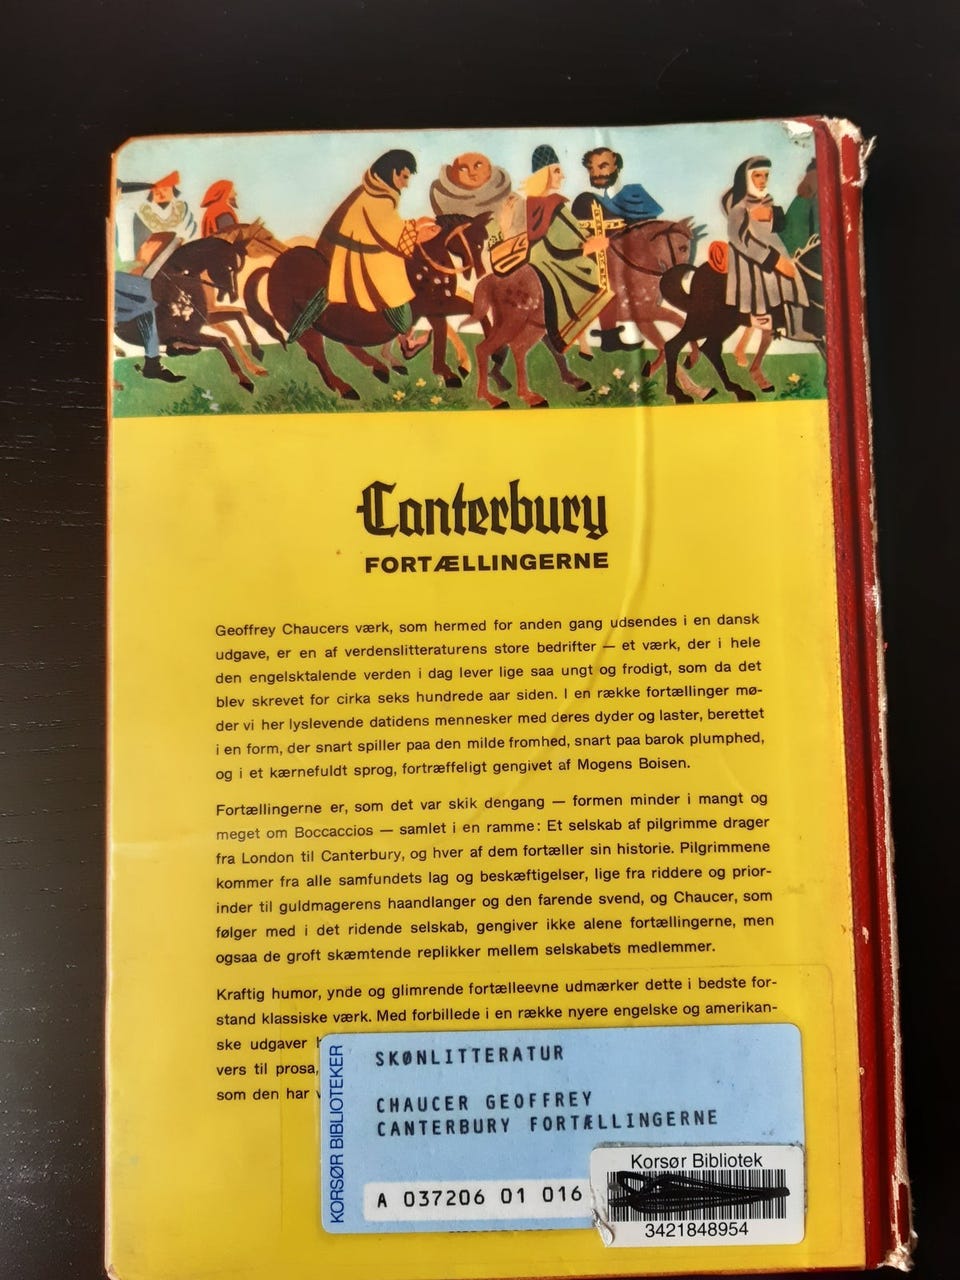 Canterbury
FORTÆLLINGERNE
Geoffrey Chaucers værk, som hermed for anden gang udsendes i en dansk
udgave, er en af verdenslitteraturens store bedrifter — et værk, der i hele
den engelsktalende verden i dag lever lige saa ungt og frodigt, som da det
blev skrevet for cirka seks hundrede aar siden. I en række fortællinger mø-
der vi her lyslevende datidens mennesker med deres dyder og laster, berettet
i en form, der snart spiller paa den milde fromhed, snart paa barok plumphed,
og i et kærnefuldt sprog, fortræffeligt gengivet af Mogens Boisen.
Fortællingerne er, som det var skik dengang — formen minder i mangt og
meget om Boccaccios — samlet i en ramme: Et selskab af pilgrimme drager
fra London til Canterbury, og hver af dem fortæller sin historie. Pilgrimmene
kommer fra alle samfundets lag og beskæftigelser, lige fra riddere og prior-
inder til guldmagerens haandlanger og den farende svend, og Chaucer, som
følger med i det ridende selskab, gengiver ikke alene fortællingerne, men
ogsaa de groft skæmtende replikker mellem selskabets medlemmer.
Kraftig humor, ynde og glimrende fortælleevne udmærker dette i bedste for-
stand klassiske værk. Med forbillede i en række nyere engelske og amerikan-
ske udgaver
vers til prosa,
som den har
KORSØR BIBLIOTEKER
SKØNLITTERATUR
CHAUCER GEOFFREY
CANTERBURY FORTÆLLINGERNE
A 037206 01 016
Korsør Bibliotek
3421848954